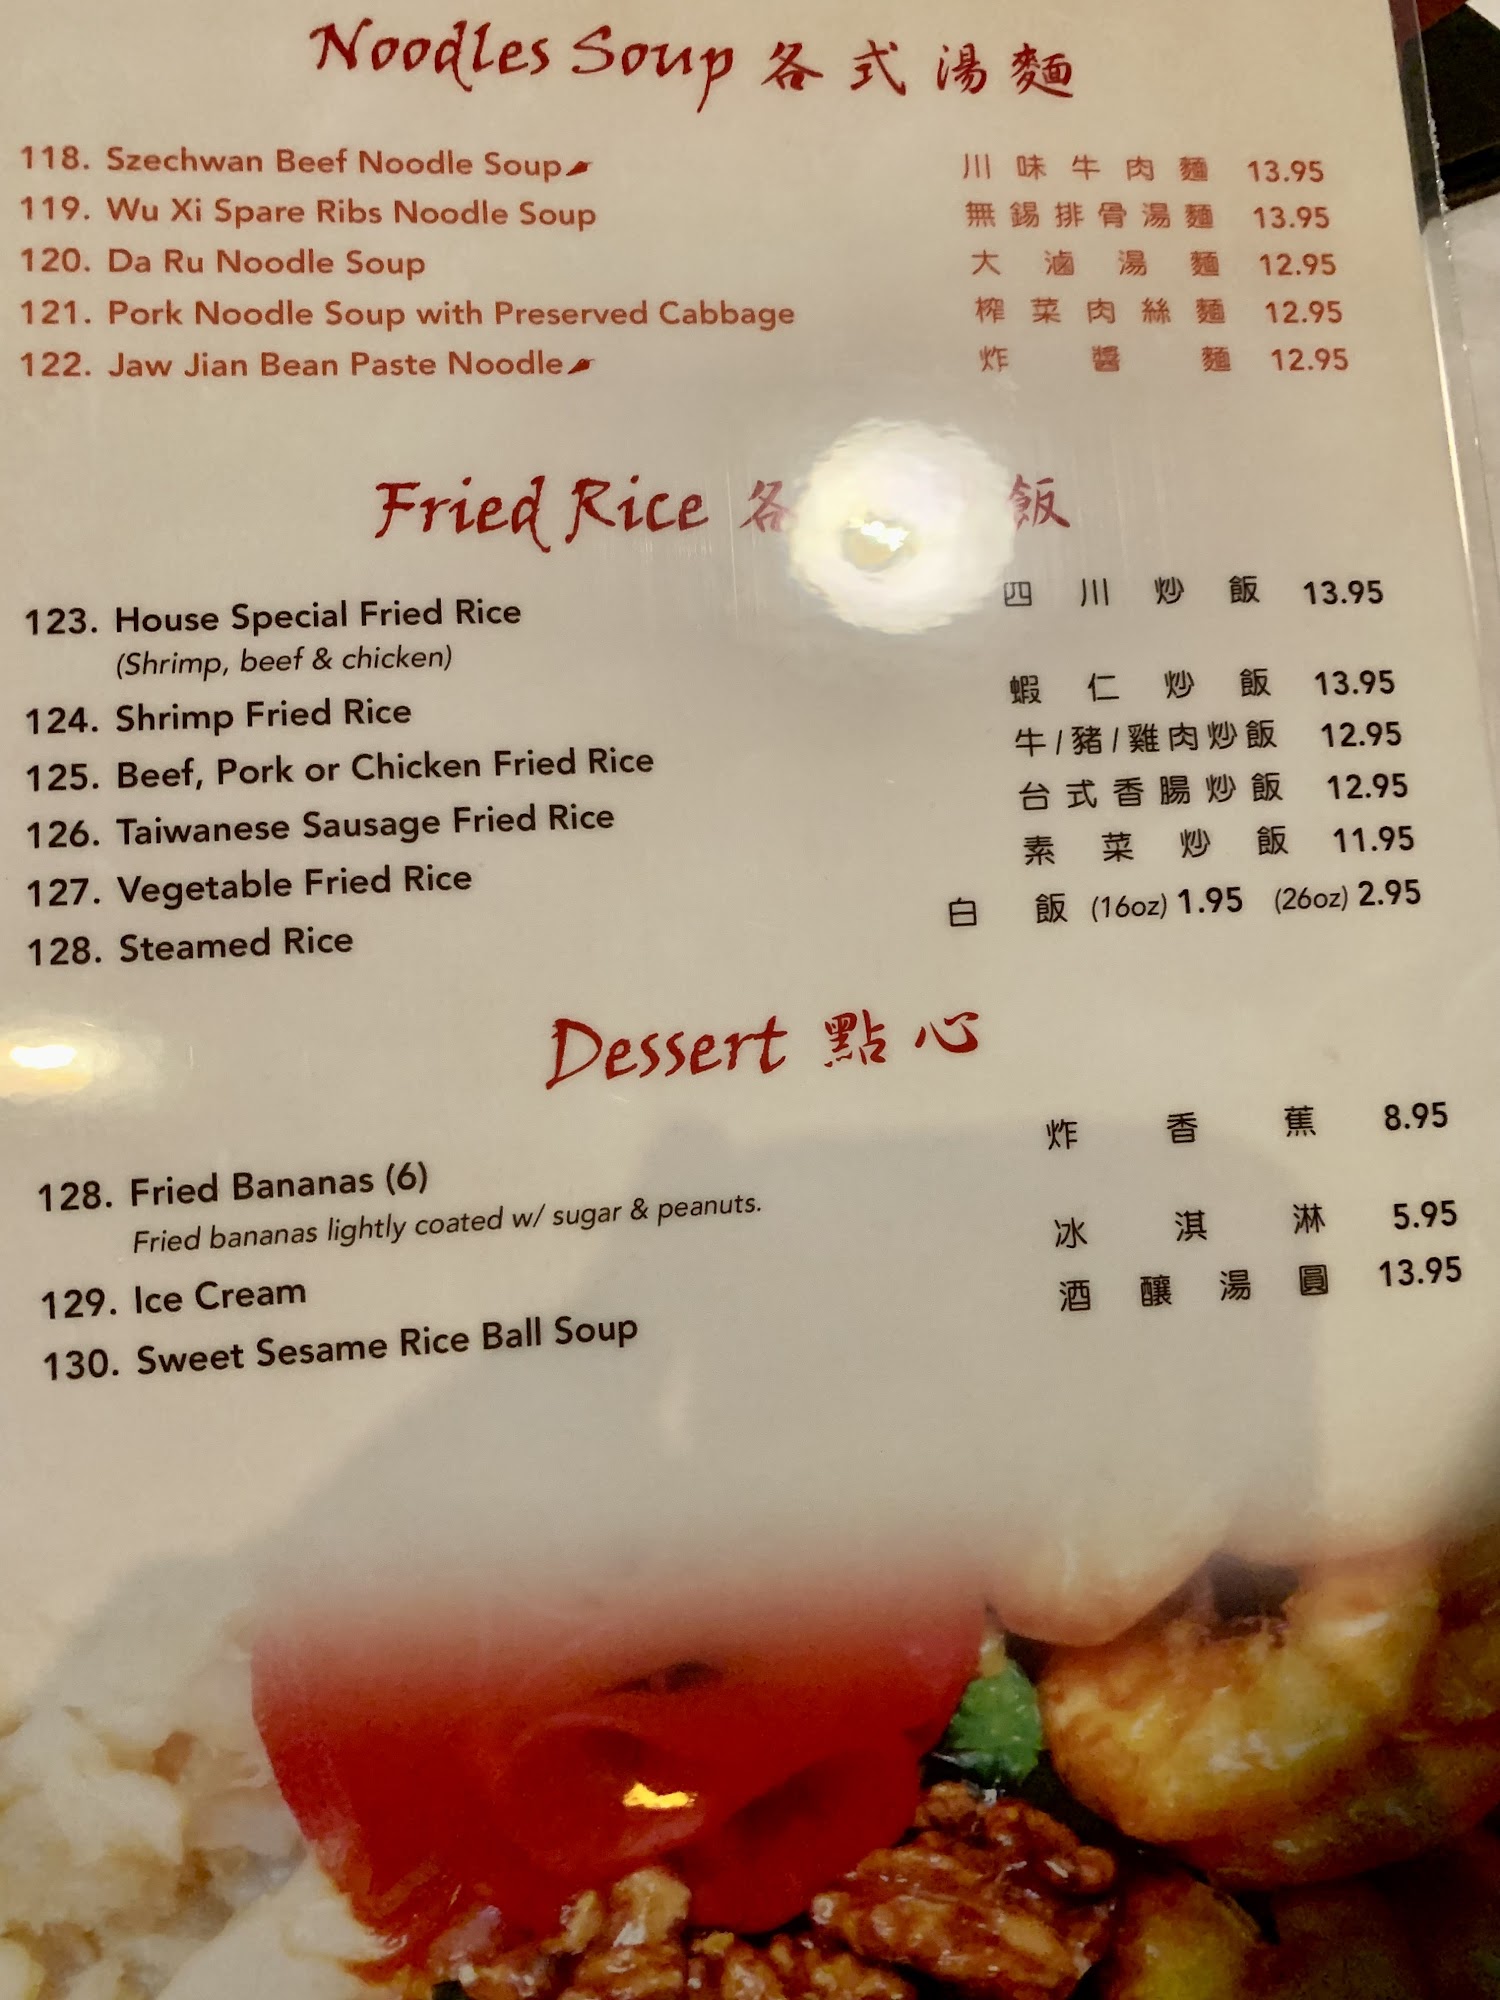 Noodles Soup 各式湯麵
118. Szechwan Beef Noodle Soup 川味牛肉麵 13.95
119. Wu Xi Spare Ribs Noodle Soup 無錫排骨湯麵 13.95
120. Da Ru Noodle Soup 大滷湯麵 12.95
121. Pork Noodle Soup with Preserved Cabbage 榨菜肉絲麵 12.95
122. Jaw Jian Bean Paste Noodle 炸醬麵 12.95
Fried Rice 各 飯
123. House Special Fried Rice 四川炒飯 13.95
(Shrimp, beef & chicken)
124. Shrimp Fried Rice 蝦仁炒飯 13.95
125. Beef, Pork or Chicken Fried Rice 牛/豬/雞肉炒飯 12.95
126. Taiwanese Sausage Fried Rice 台式香腸炒飯 12.95
127. Vegetable Fried Rice 素菜炒飯 11.95
128. Steamed Rice 白飯 (16oz) 1.95 (26oz) 2.95
Dessert 點心
128. Fried Bananas (6) 炸香蕉 8.95
Fried bananas lightly coated w/ sugar & peanuts.
129. Ice Cream 冰淇淋 5.95
130. Sweet Sesame Rice Ball Soup 酒釀湯圓 13.95